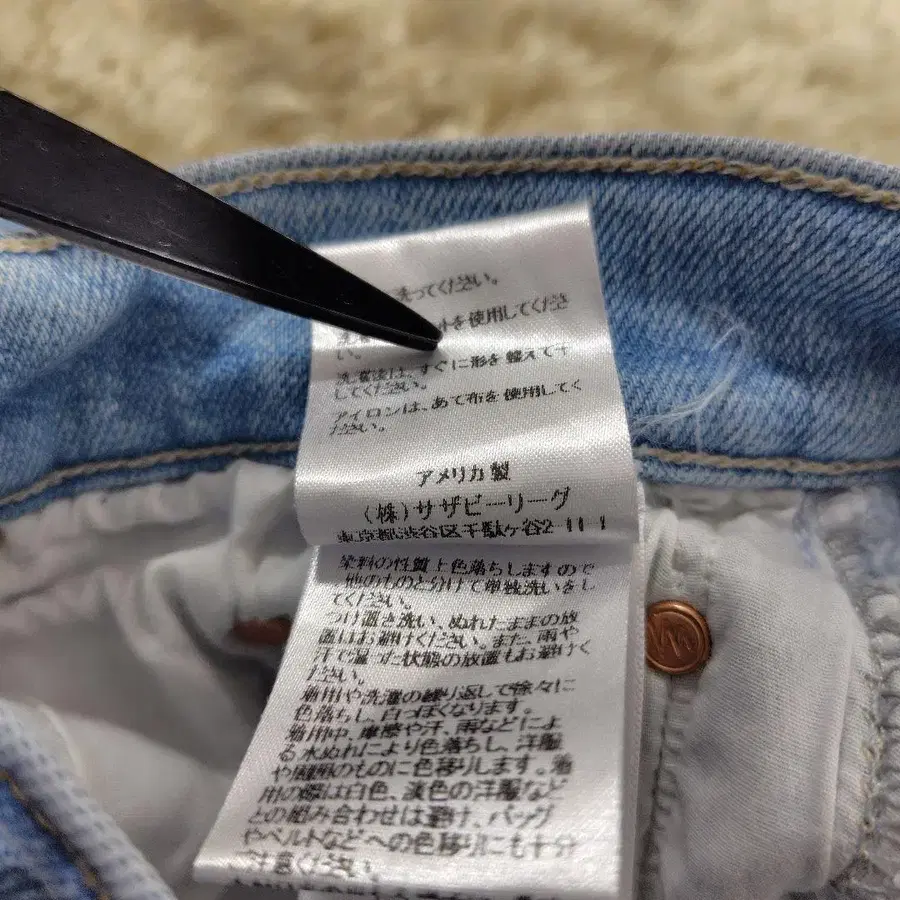 洗ってください。
を使用してくださ
い。
洗濯後は、すぐに形を整えて干
してください。
アイロンは、あて布を使用してく
ださい。
アメリカ製
（株）サザビーリーグ
東京都渋谷区千駄ヶ谷2-11-1
染料の性質上色落ちしますので
他のものと分けて単独洗いをし
てください。
つけ置き洗い、ぬれたままの放
置はお避けください。また、雨や
汗で湿った状態の放置もお避けく
ださい。
着用や洗濯の繰り返しで徐々に
色落ちし、白っぽくなります。
着用中、摩擦や汗、雨などによ
る水ぬれにより色落ちし、洋服
や周囲のものに色移りします。着
用の際は白色、淡色の洋服など
との組み合わせは避け、バッグ
やベルトなどへの色移りにも十分
ご注意ください。